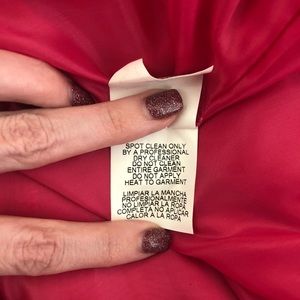 SPOT CLEAN ONLY
BY A PROFESSIONAL
DRY CLEANER
DO NOT CLEAN
ENTIRE GARMENT
DO NOT APPLY
HEAT TO GARMENT
LIMPIAR LA MANCHA
PROFESIONALMENTE
NO LIMPIAR LA ROPA
COMPLETA NO APLICAR
CALOR A LA ROPA